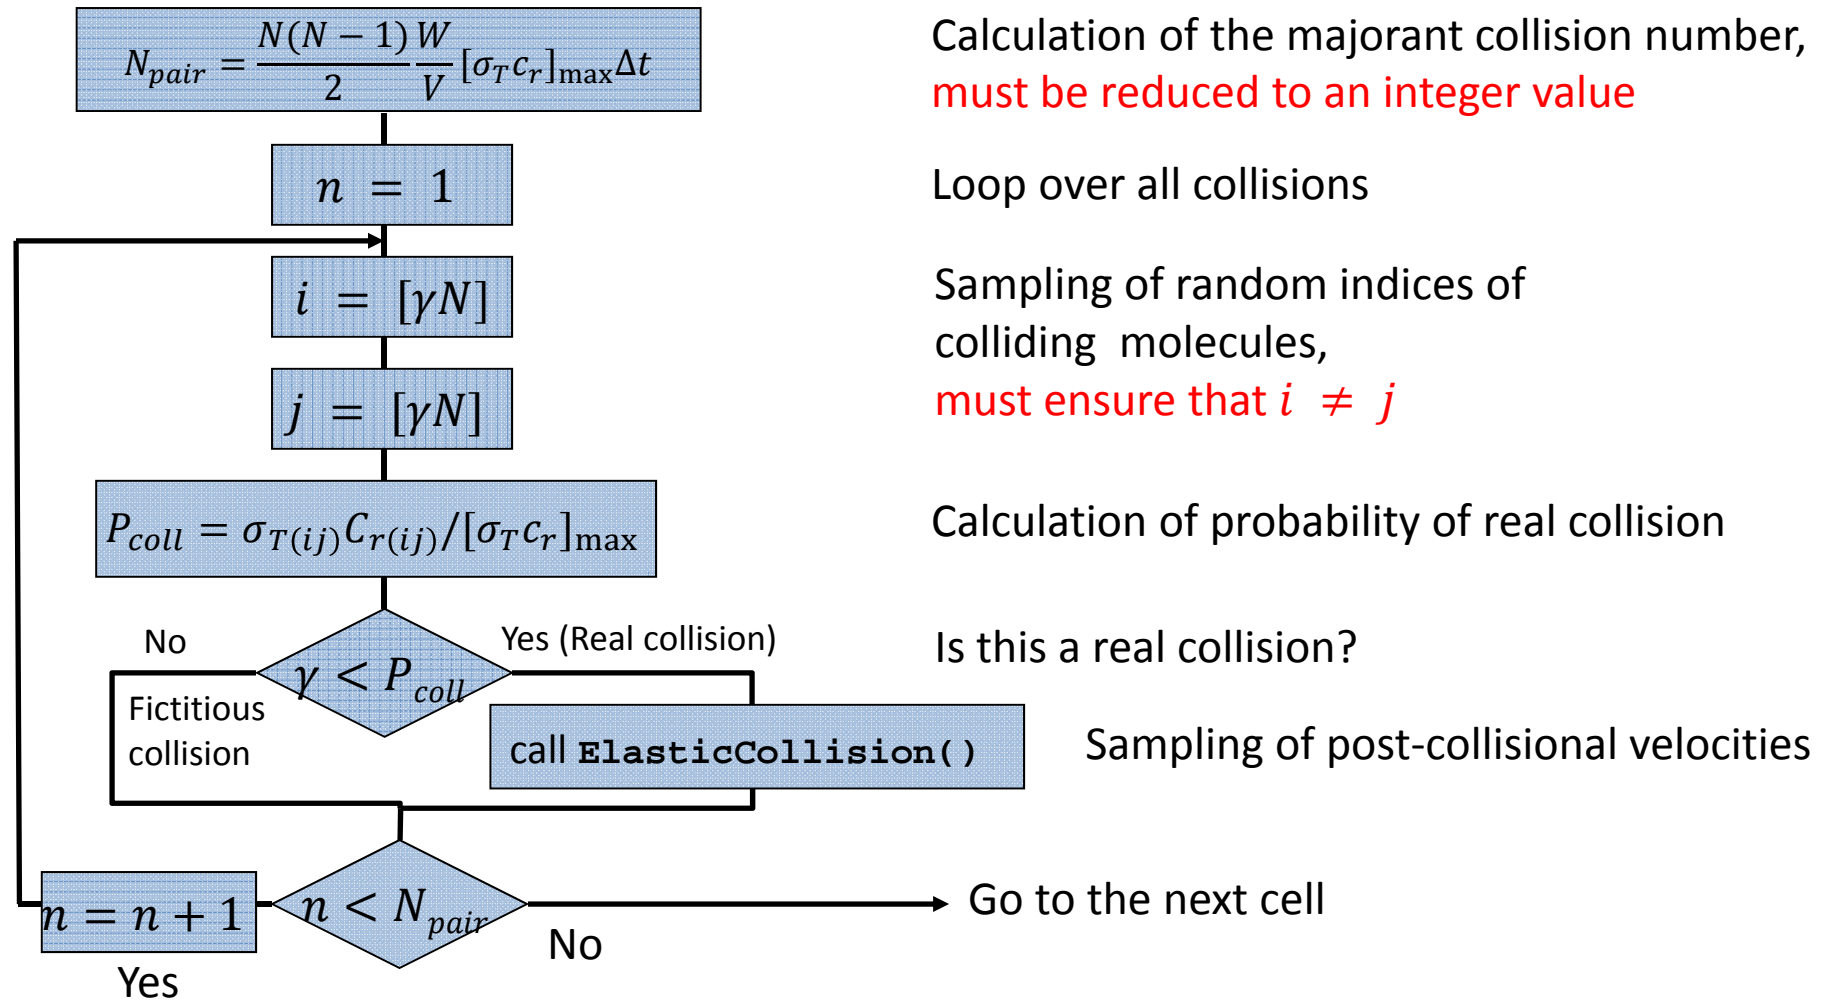 N_pair = N(N − 1)/2 W/V [σ_T c_r]_max Δt
Calculation of the majorant collision number,
must be reduced to an integer value
n = 1
Loop over all collisions
i = [γN]
Sampling of random indices of
colliding molecules,
j = [γN]
must ensure that i ≠ j
P_coll = σ_T(ij) C_r(ij) / [σ_T c_r]_max
Calculation of probability of real collision
No
Yes (Real collision)
γ < P_coll
Is this a real collision?
Fictitious
collision
call ElasticCollision()
Sampling of post-collisional velocities
n = n + 1
n < N_pair
Go to the next cell
No
Yes